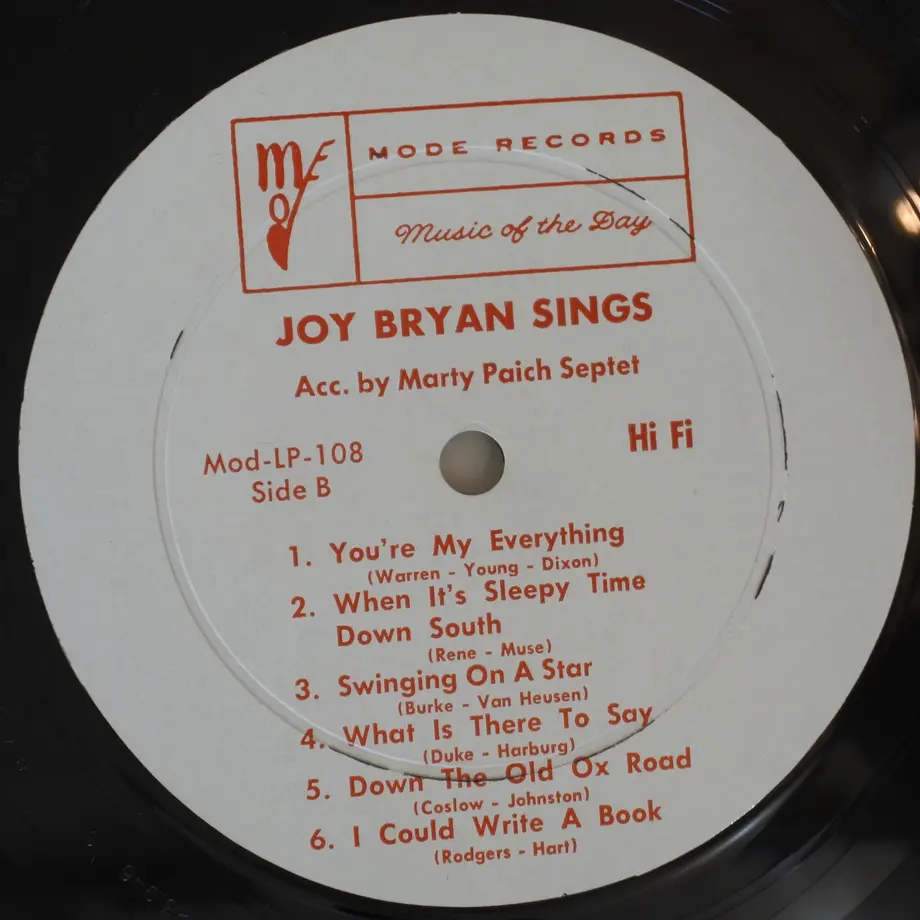 MODE RECORDS
Music of the Day
JOY BRYAN SINGS
Acc. by Marty Paich Septet
Hi Fi
Mod-LP-108
Side B
1. You're My Everything
(Warren - Young - Dixon)
2. When It's Sleepy Time
Down South
(Rene - Muse)
3. Swinging On A Star
(Burke - Van Heusen)
4. What Is There To Say
(Duke - Harburg)
5. Down The Old Ox Road
(Coslow - Johnston)
6. I Could Write A Book
(Rodgers - Hart)